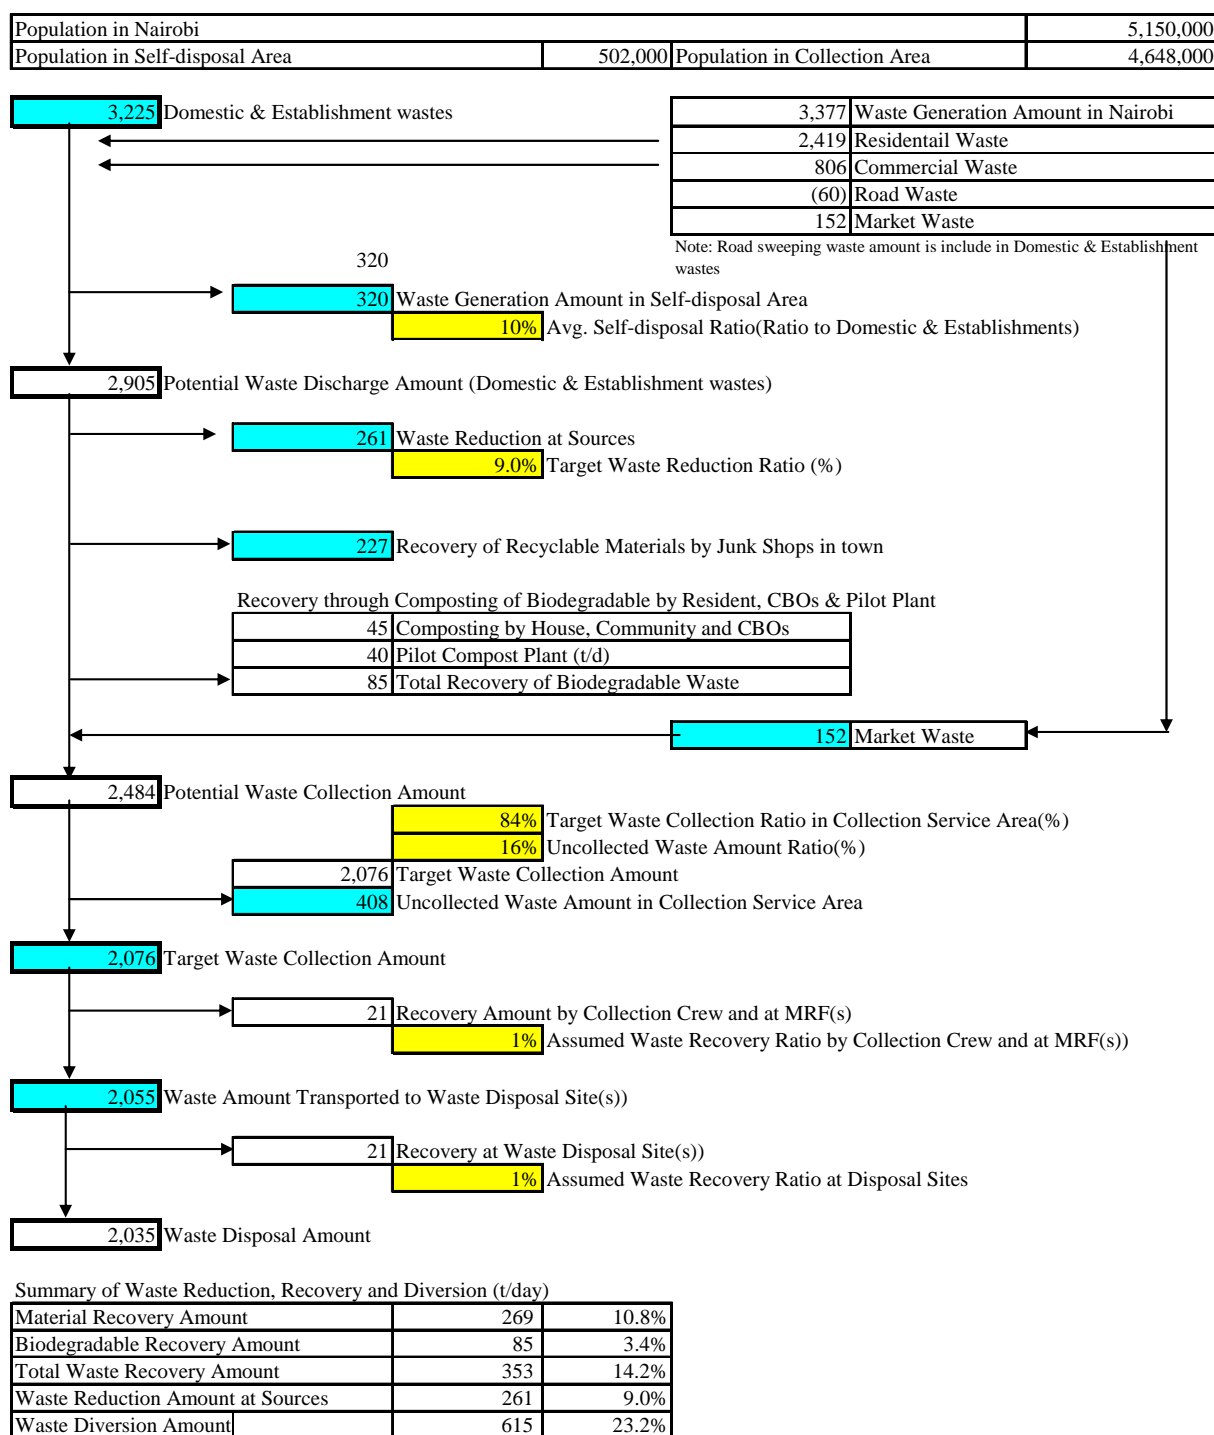 Population in Nairobi 5,150,000
Population in Self-disposal Area 502,000 Population in Collection Area 4,648,000
3,225 Domestic & Establishment wastes
3,377 Waste Generation Amount in Nairobi
2,419 Residentail Waste
806 Commercial Waste
(60) Road Waste
152 Market Waste
Note: Road sweeping waste amount is include in Domestic & Establishment
wastes
320
320 Waste Generation Amount in Self-disposal Area
10% Avg. Self-disposal Ratio(Ratio to Domestic & Establishments)
2,905 Potential Waste Discharge Amount (Domestic & Establishment wastes)
261 Waste Reduction at Sources
9.0% Target Waste Reduction Ratio (%)
227 Recovery of Recyclable Materials by Junk Shops in town
Recovery through Composting of Biodegradable by Resident, CBOs & Pilot Plant
45 Composting by House, Community and CBOs
40 Pilot Compost Plant (t/d)
85 Total Recovery of Biodegradable Waste
152 Market Waste
2,484 Potential Waste Collection Amount
84% Target Waste Collection Ratio in Collection Service Area(%)
16% Uncollected Waste Amount Ratio(%)
2,076 Target Waste Collection Amount
408 Uncollected Waste Amount in Collection Service Area
2,076 Target Waste Collection Amount
21 Recovery Amount by Collection Crew and at MRF(s)
1% Assumed Waste Recovery Ratio by Collection Crew and at MRF(s))
2,055 Waste Amount Transported to Waste Disposal Site(s))
21 Recovery at Waste Disposal Site(s))
1% Assumed Waste Recovery Ratio at Disposal Sites
2,035 Waste Disposal Amount
Summary of Waste Reduction, Recovery and Diversion (t/day)
Material Recovery Amount 269 10.8%
Biodegradable Recovery Amount 85 3.4%
Total Waste Recovery Amount 353 14.2%
Waste Reduction Amount at Sources 261 9.0%
Waste Diversion Amount 615 23.2%